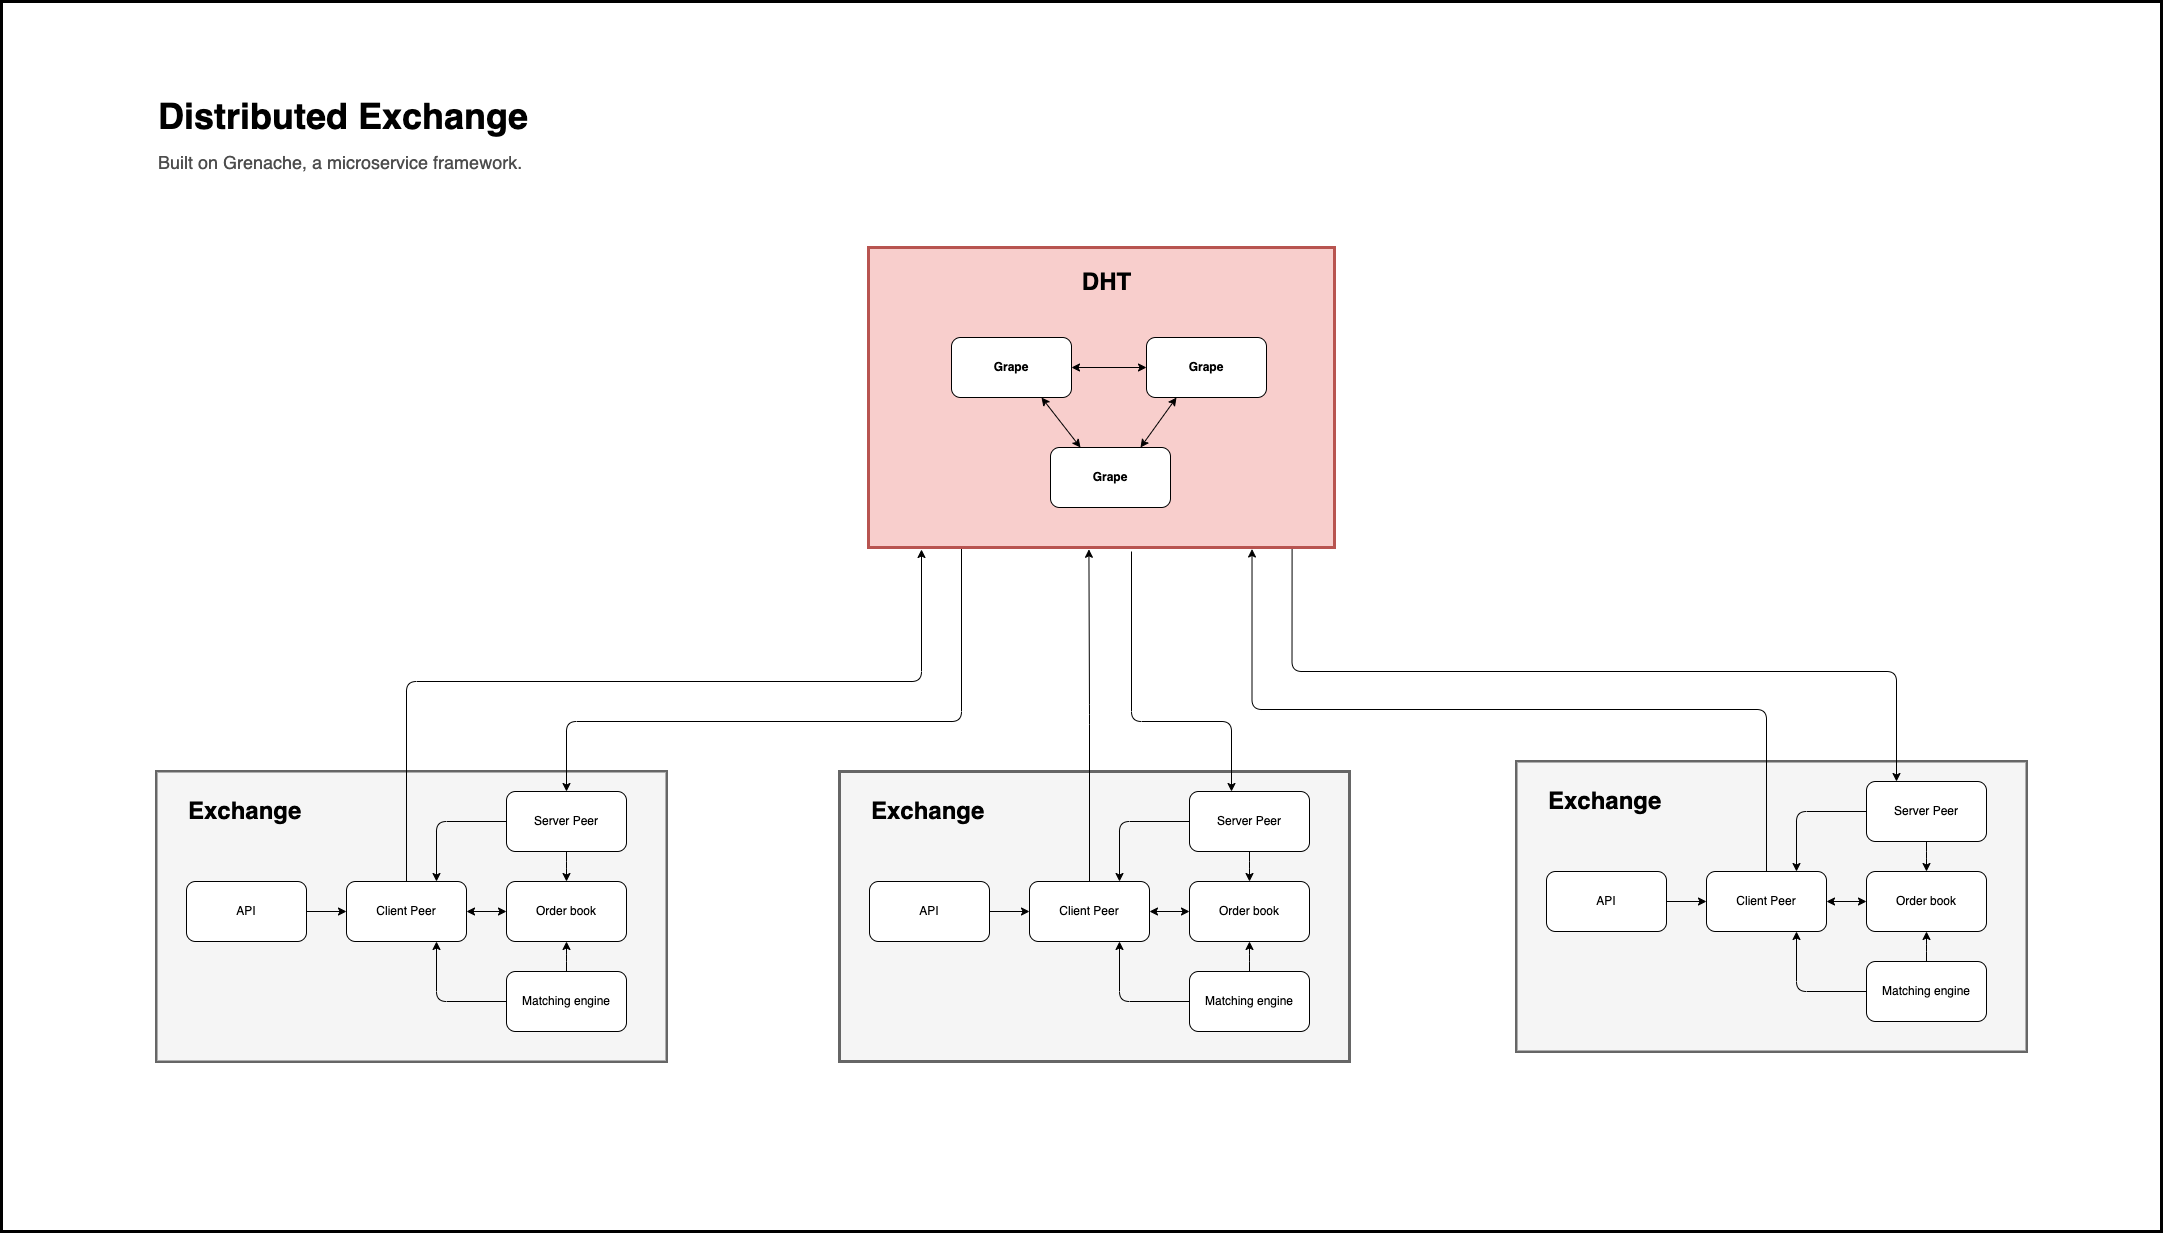 Distributed Exchange
Built on Grenache, a microservice framework.
DHT
Grape
Grape
Grape
Exchange
Server Peer
API
Client Peer
Order book
Matching engine
Exchange
Server Peer
API
Client Peer
Order book
Matching engine
Exchange
Server Peer
API
Client Peer
Order book
Matching engine